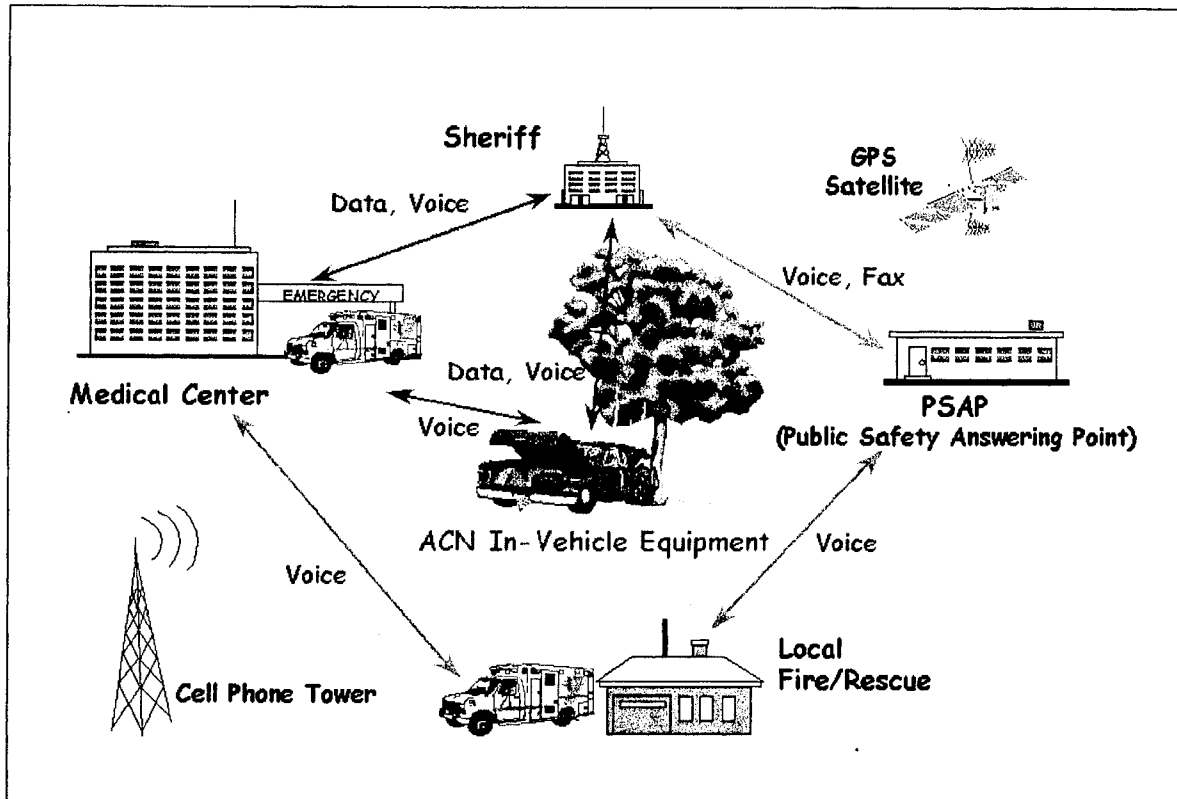 Sheriff
GPS
Satellite
Data, Voice
Voice, Fax
EMERGENCY
Medical Center
Data, Voice
Voice
PSAP
(Public Safety Answering Point)
ACN In-Vehicle Equipment
Voice
Voice
Cell Phone Tower
Local
Fire/Rescue